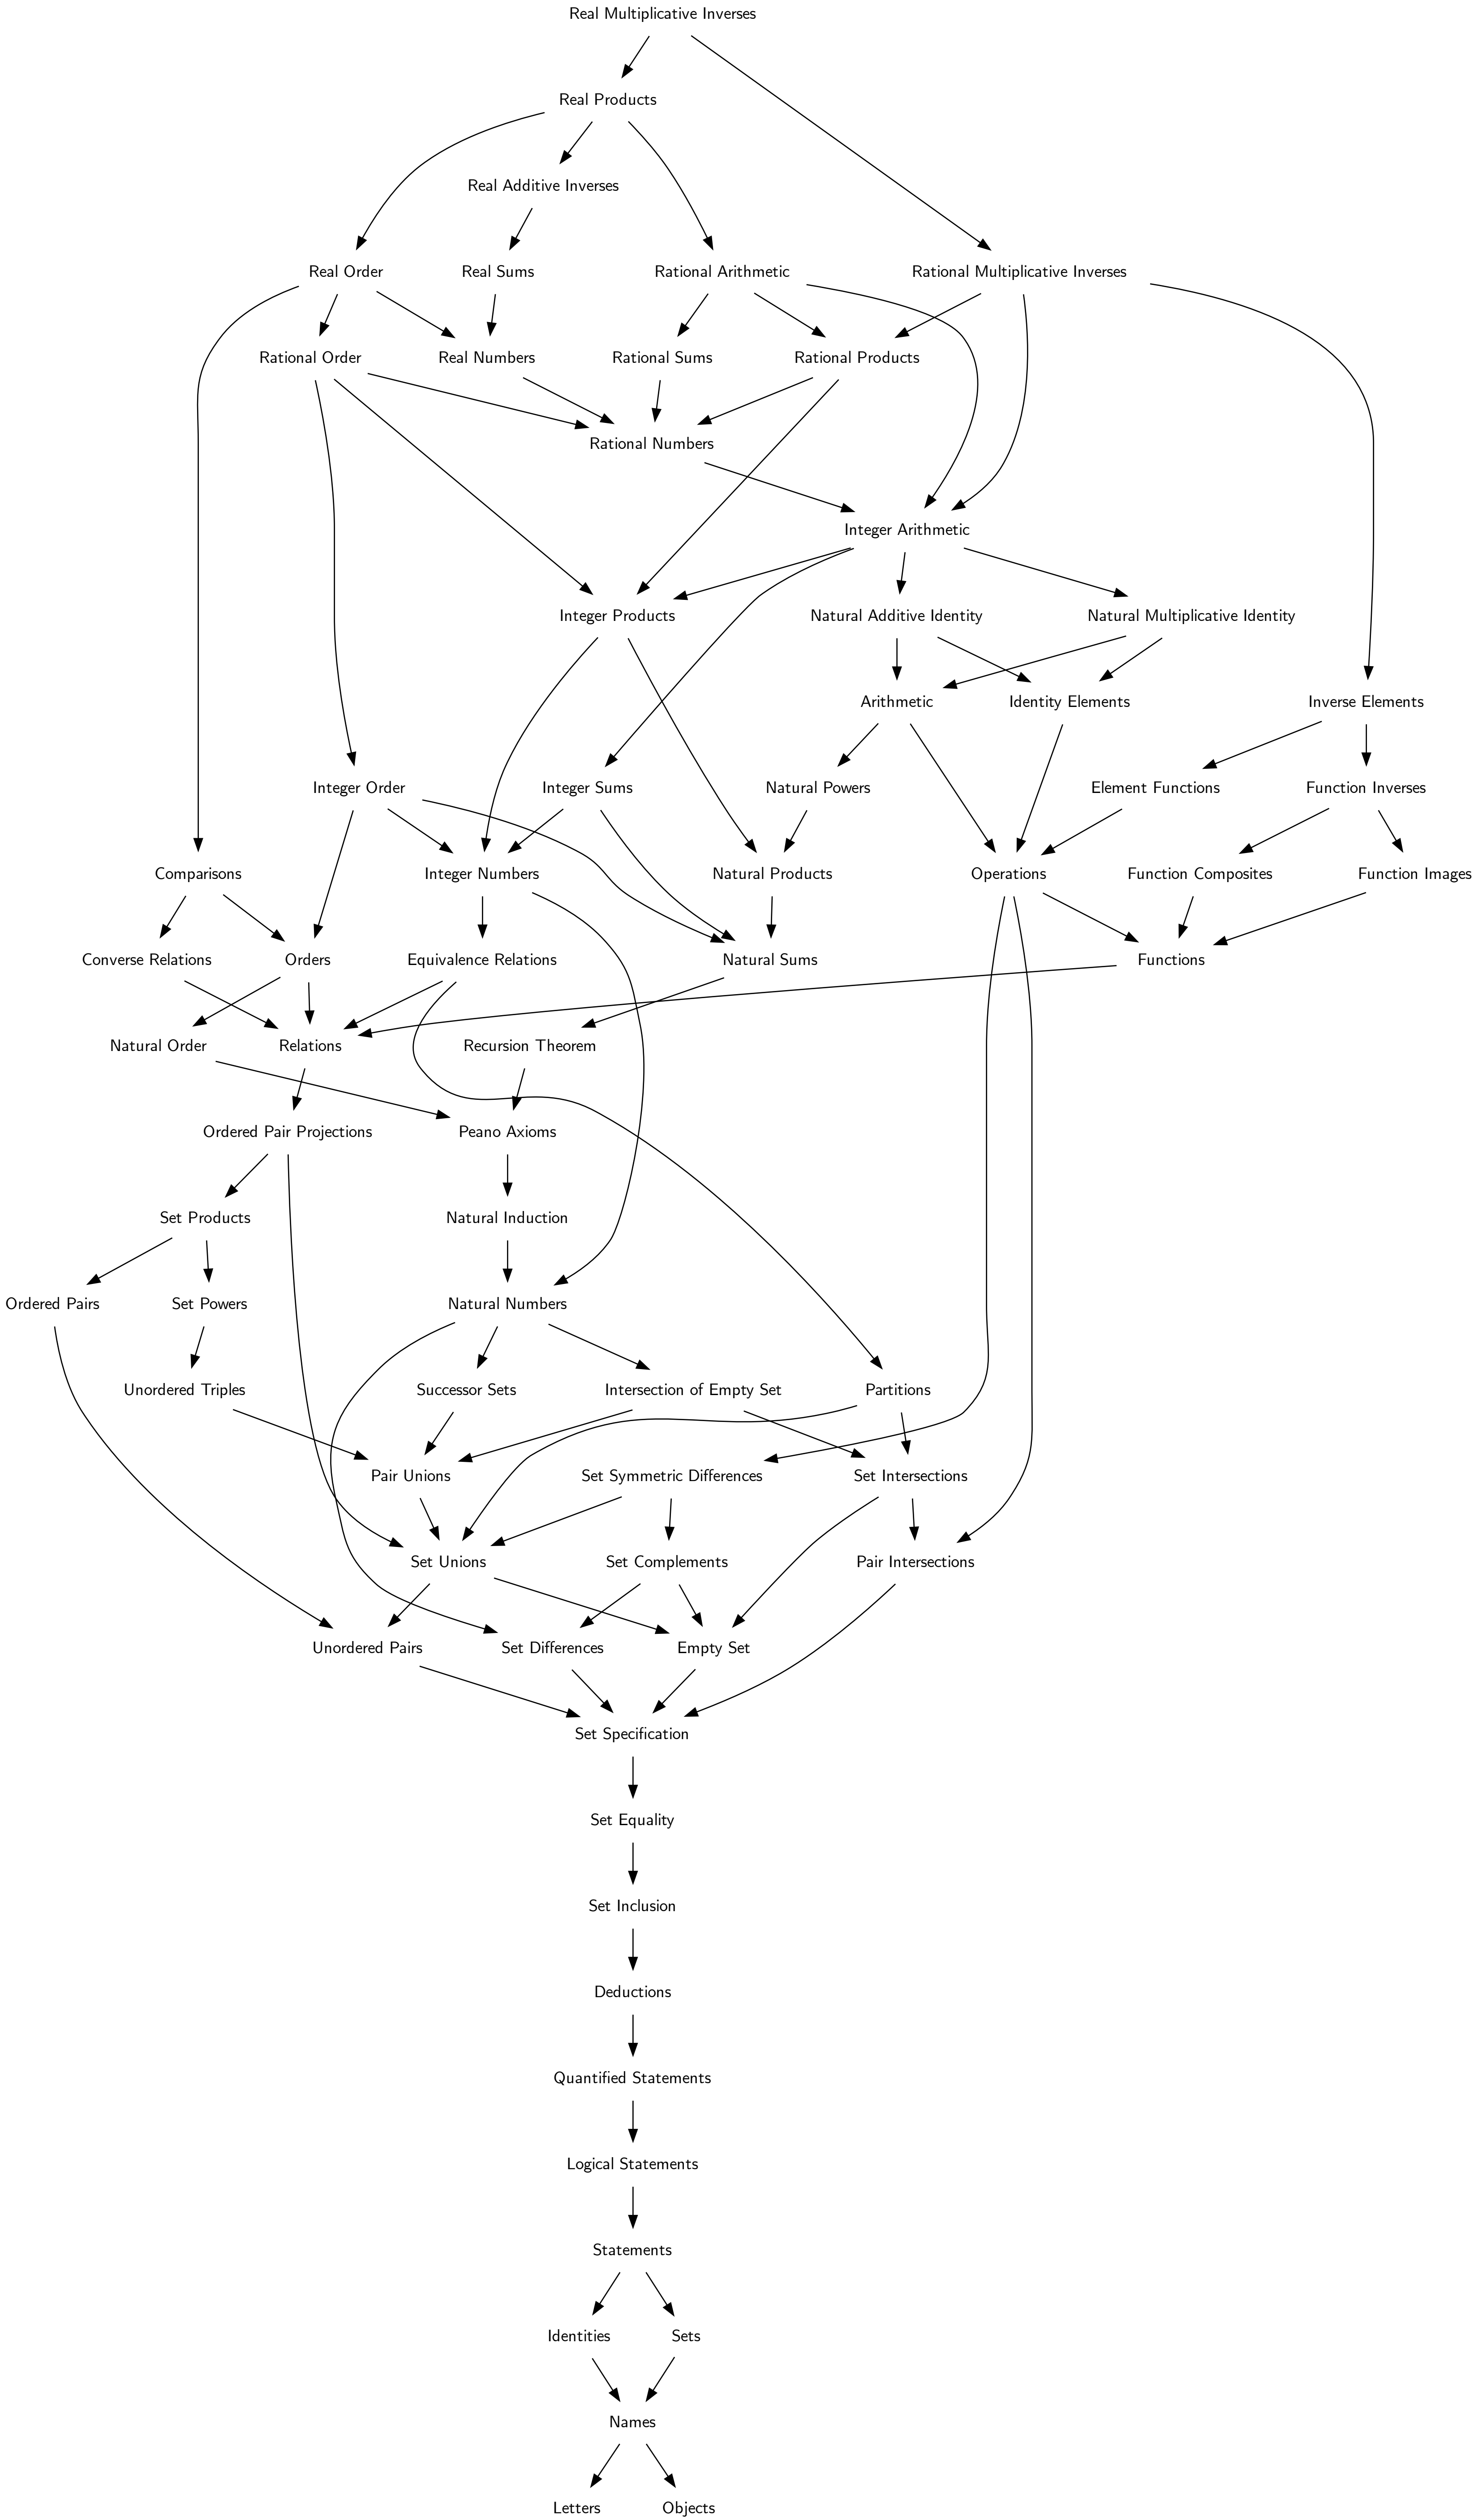 Real Multiplicative Inverses
Real Products
Real Additive Inverses
Real Order
Real Sums
Rational Arithmetic
Rational Multiplicative Inverses
Rational Order
Real Numbers
Rational Sums
Rational Products
Rational Numbers
Integer Arithmetic
Integer Products
Natural Additive Identity
Natural Multiplicative Identity
Arithmetic
Identity Elements
Inverse Elements
Integer Order
Integer Sums
Natural Powers
Element Functions
Function Inverses
Comparisons
Integer Numbers
Natural Products
Operations
Function Composites
Function Images
Converse Relations
Orders
Equivalence Relations
Natural Sums
Functions
Natural Order
Relations
Recursion Theorem
Ordered Pair Projections
Peano Axioms
Set Products
Natural Induction
Ordered Pairs
Set Powers
Natural Numbers
Unordered Triples
Successor Sets
Intersection of Empty Set
Partitions
Pair Unions
Set Symmetric Differences
Set Intersections
Set Unions
Set Complements
Pair Intersections
Unordered Pairs
Set Differences
Empty Set
Set Specification
Set Equality
Set Inclusion
Deductions
Quantified Statements
Logical Statements
Statements
Identities
Sets
Names
Letters
Objects